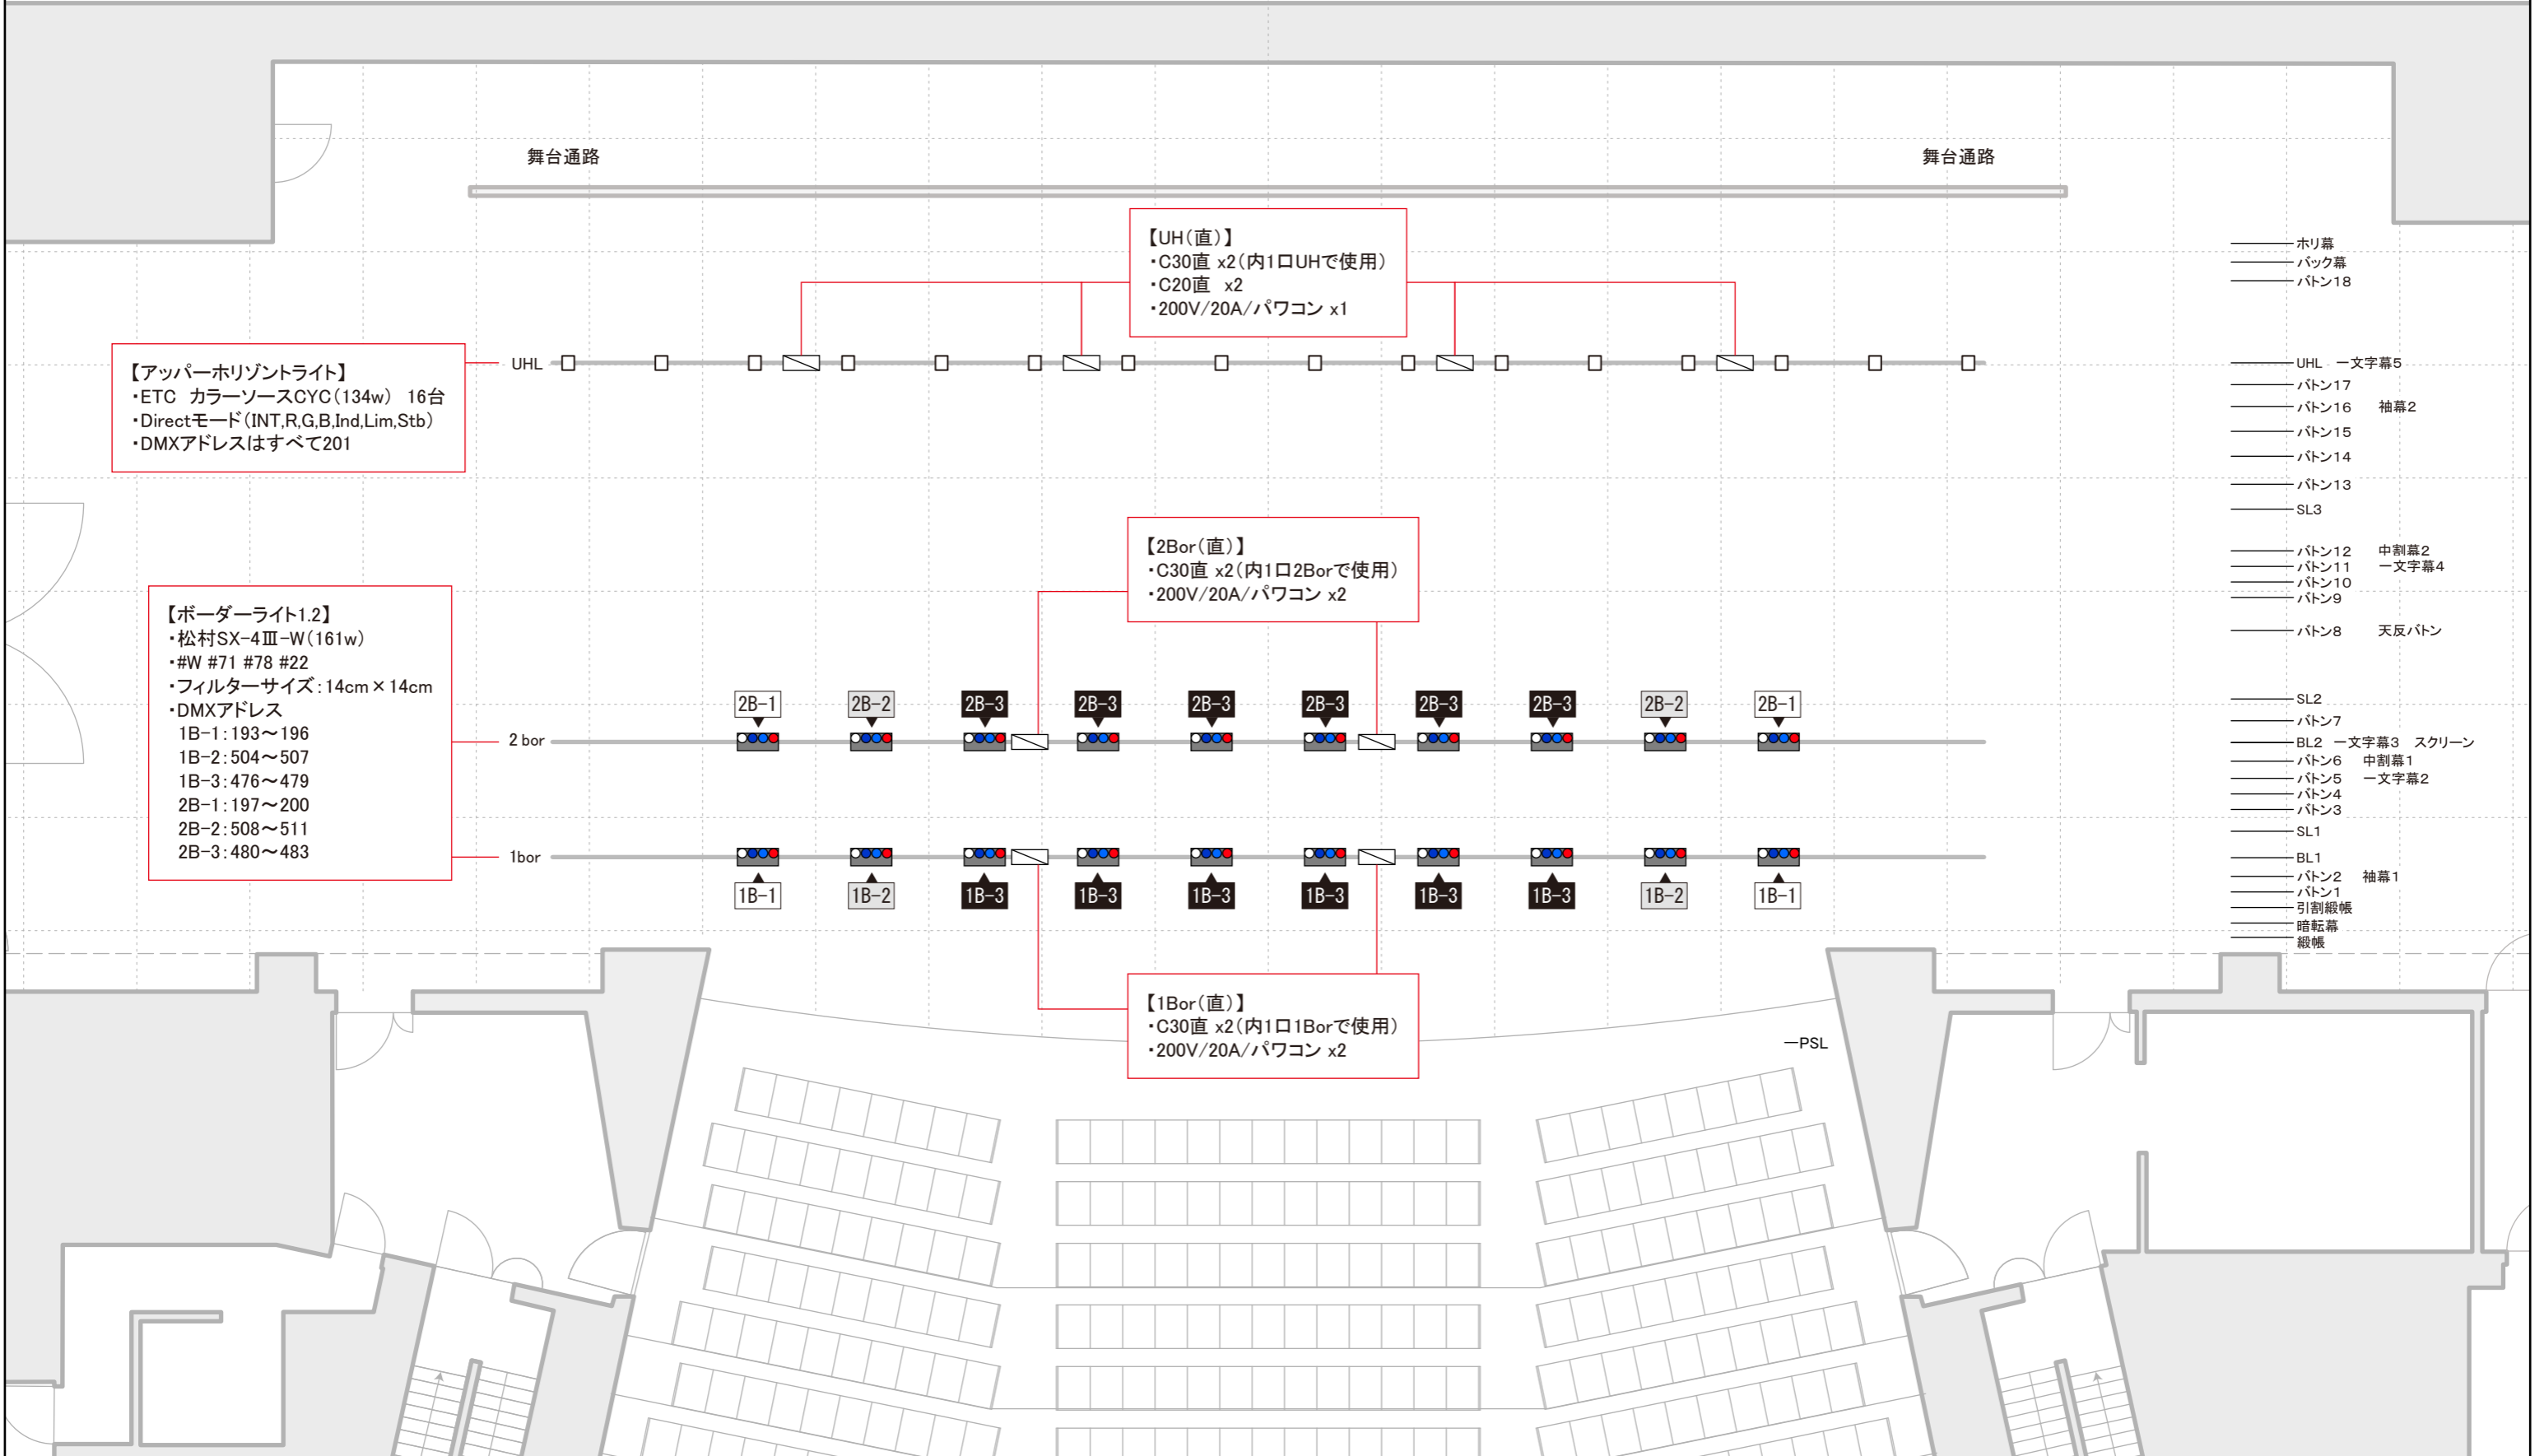 舞台通路
舞台通路
【UH（直）】
・C30直 x2（内1口UHで使用）
・C20直 x2
・200V/20A/パワコン x1
【アッパーホリゾントライト】
・ETC カラーソースCYC（134w） 16台
・Directモード（INT,R,G,B,Ind,Lim,Stb）
・DMXアドレスはすべて201
UHL
【2Bor（直）】
・C30直 x2（内1口2Borで使用）
・200V/20A/パワコン x2
【ボーダーライト1.2】
・松村SX-4Ⅲ-W（161w）
・#W #71 #78 #22
・フィルターサイズ：14cm×14cm
・DMXアドレス
1B-1：193～196
1B-2：504～507
1B-3：476～479
2B-1：197～200
2B-2：508～511
2B-3：480～483
2B-1 2B-2 2B-3 2B-3 2B-3 2B-3 2B-3 2B-3 2B-2 2B-1
2 bor
1bor
1B-1 1B-2 1B-3 1B-3 1B-3 1B-3 1B-3 1B-3 1B-2 1B-1
【1Bor（直）】
・C30直 x2（内1口1Borで使用）
・200V/20A/パワコン x2
PSL
ホリ幕
バック幕
バトン18
UHL 一文字幕5
バトン17
バトン16 袖幕2
バトン15
バトン14
バトン13
SL3
バトン12 中割幕2
バトン11 一文字幕4
バトン10
バトン9
バトン8 天反バトン
SL2
バトン7
BL2 一文字幕3 スクリーン
バトン6 中割幕1
バトン5 一文字幕2
バトン4
バトン3
SL1
BL1
バトン2 袖幕1
バトン1
引割緞帳
暗転幕
緞帳